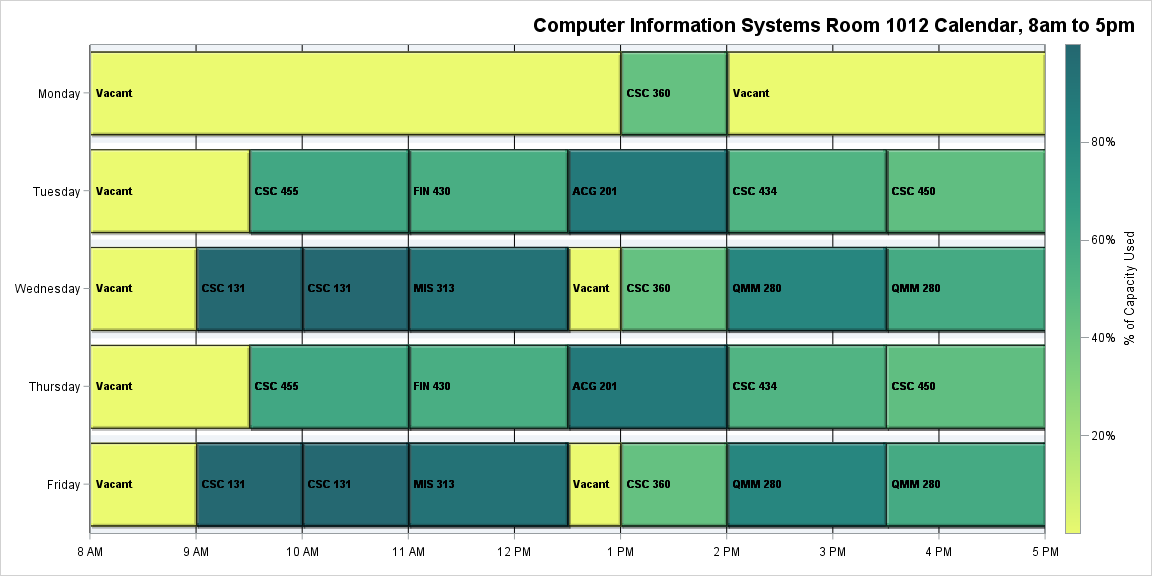 Computer Information Systems Room 1012 Calendar, 8am to 5pm
Monday
Vacant
CSC 360
Vacant
Tuesday
Vacant
CSC 455
FIN 430
ACG 201
CSC 434
CSC 450
Wednesday
Vacant
CSC 131
CSC 131
MIS 313
Vacant
CSC 360
QMM 280
QMM 280
Thursday
Vacant
CSC 455
FIN 430
ACG 201
CSC 434
CSC 450
Friday
Vacant
CSC 131
CSC 131
MIS 313
Vacant
CSC 360
QMM 280
QMM 280
8 AM
9 AM
10 AM
11 AM
12 PM
1 PM
2 PM
3 PM
4 PM
5 PM
80%
60%
40%
20%
% of Capacity Used